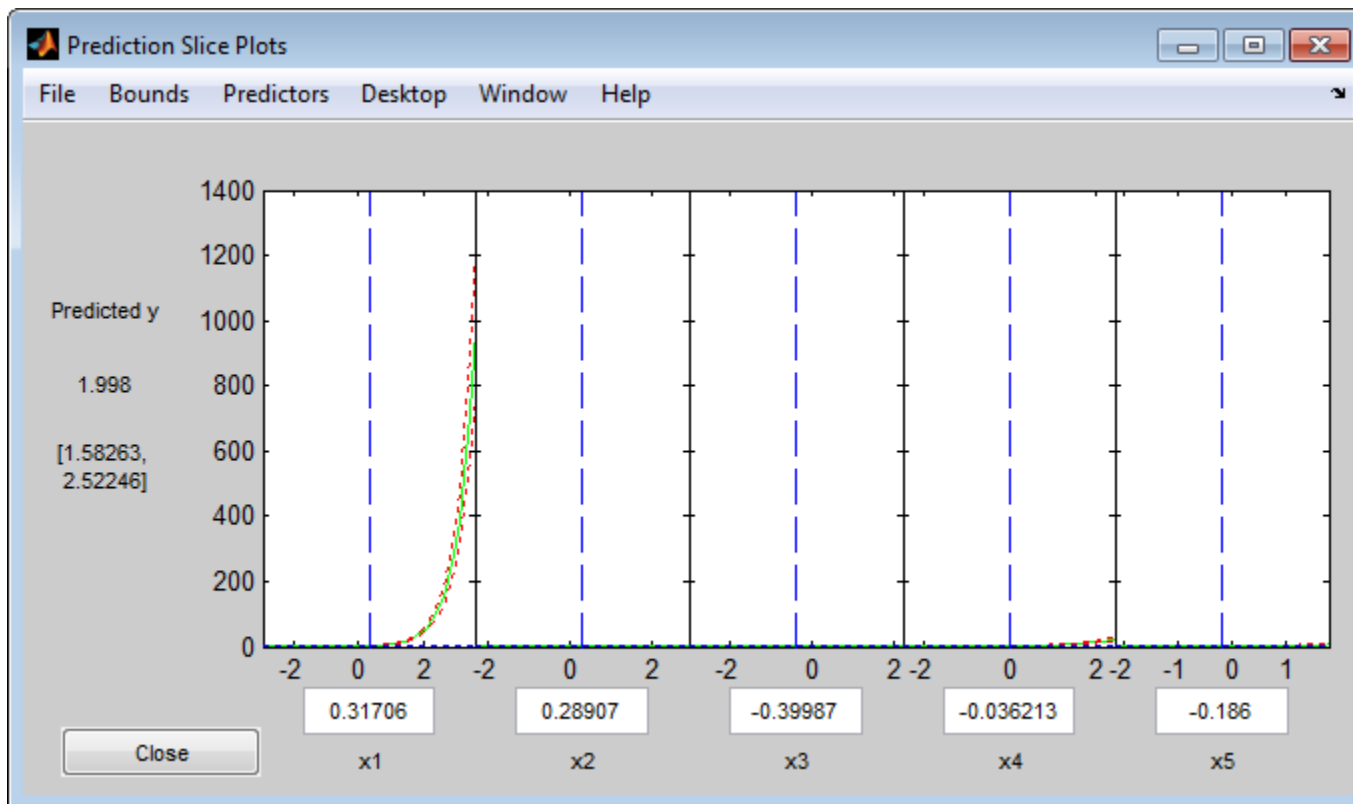 Prediction Slice Plots
File Bounds Predictors Desktop Window Help
1400
1200
1000
800
600
400
200
0
Predicted y
1.998
[1.58263,
2.52246]
-2 0 2 -2 0 2 -2 0 2 -2 0 2 -2 -1 0 1
0.31706 0.28907 -0.39987 -0.036213 -0.186
Close
x1 x2 x3 x4 x5